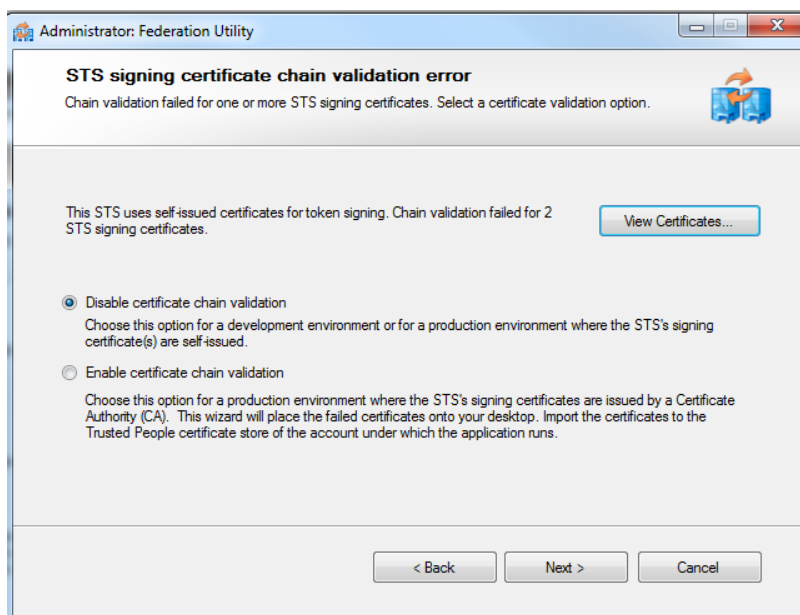 Administrator: Federation Utility
STS signing certificate chain validation error
Chain validation failed for one or more STS signing certificates. Select a certificate validation option.
This STS uses self-issued certificates for token signing. Chain validation failed for 2
STS signing certificates.
View Certificates...
Disable certificate chain validation
Choose this option for a development environment or for a production environment where the STS's signing
certificate(s) are self-issued.
Enable certificate chain validation
Choose this option for a production environment where the STS's signing certificates are issued by a Certificate
Authority (CA).  This wizard will place the failed certificates onto your desktop. Import the certificates to the
Trusted People certificate store of the account under which the application runs.
< Back
Next >
Cancel